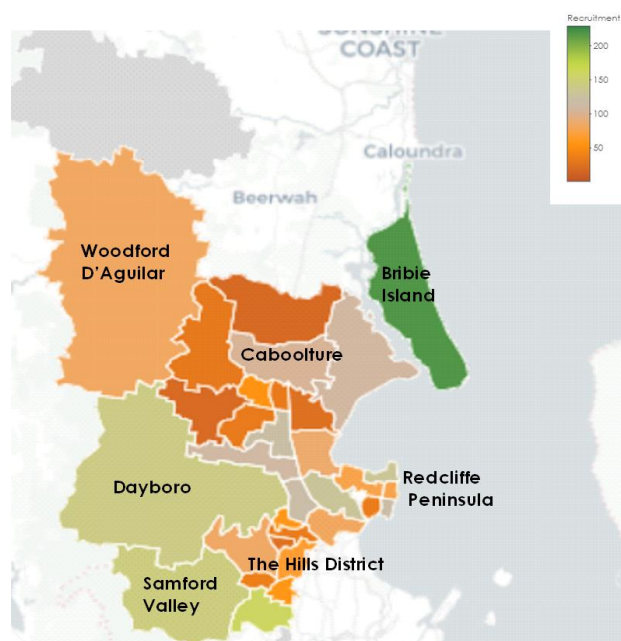 Recruitment
200
150
100
50
SUNSHINE
COAST
Caloundra
Beerwah
Woodford
D'Aguilar
Bribie
Island
Caboolture
Redcliffe
Peninsula
Dayboro
The Hills District
Samford
Valley